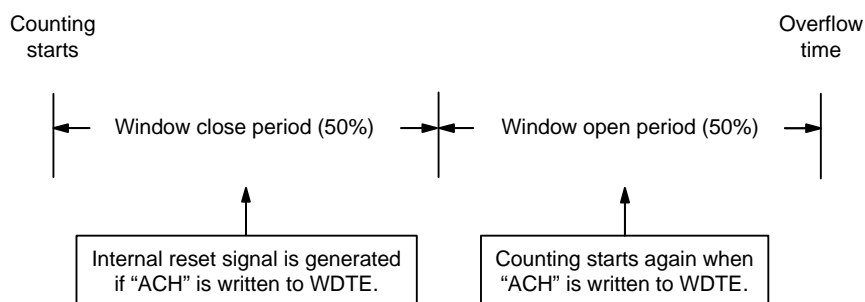 Counting
starts
Overflow
time
Window close period (50%)
Window open period (50%)
Internal reset signal is generated
if “ACH” is written to WDTE.
Counting starts again when
“ACH” is written to WDTE.